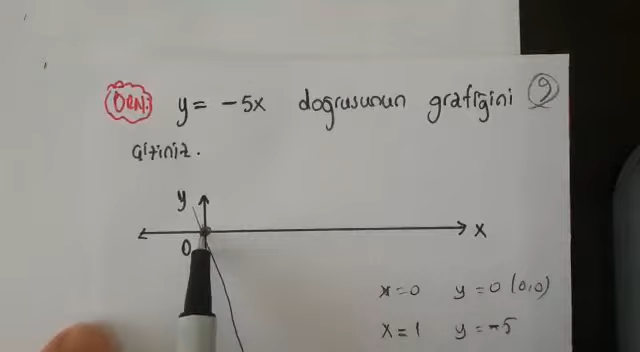 ÖRN: y = -5x doğrusunun grafiğini 9
çiziniz.
y
x
0
x=0 y=0 (0,0)
x=1 y=-5